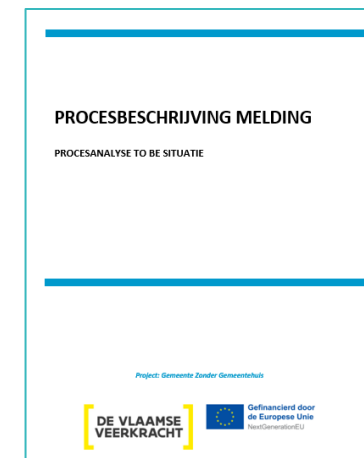 PROCESBESCHRIJVING MELDING
PROCESANALYSE TO BE SITUATIE
Project: Gemeente Zonder Gemeentehuis
DE VLAAMSE
VEERKRACHT
Gefinancierd door
de Europese Unie
NextGenerationEU